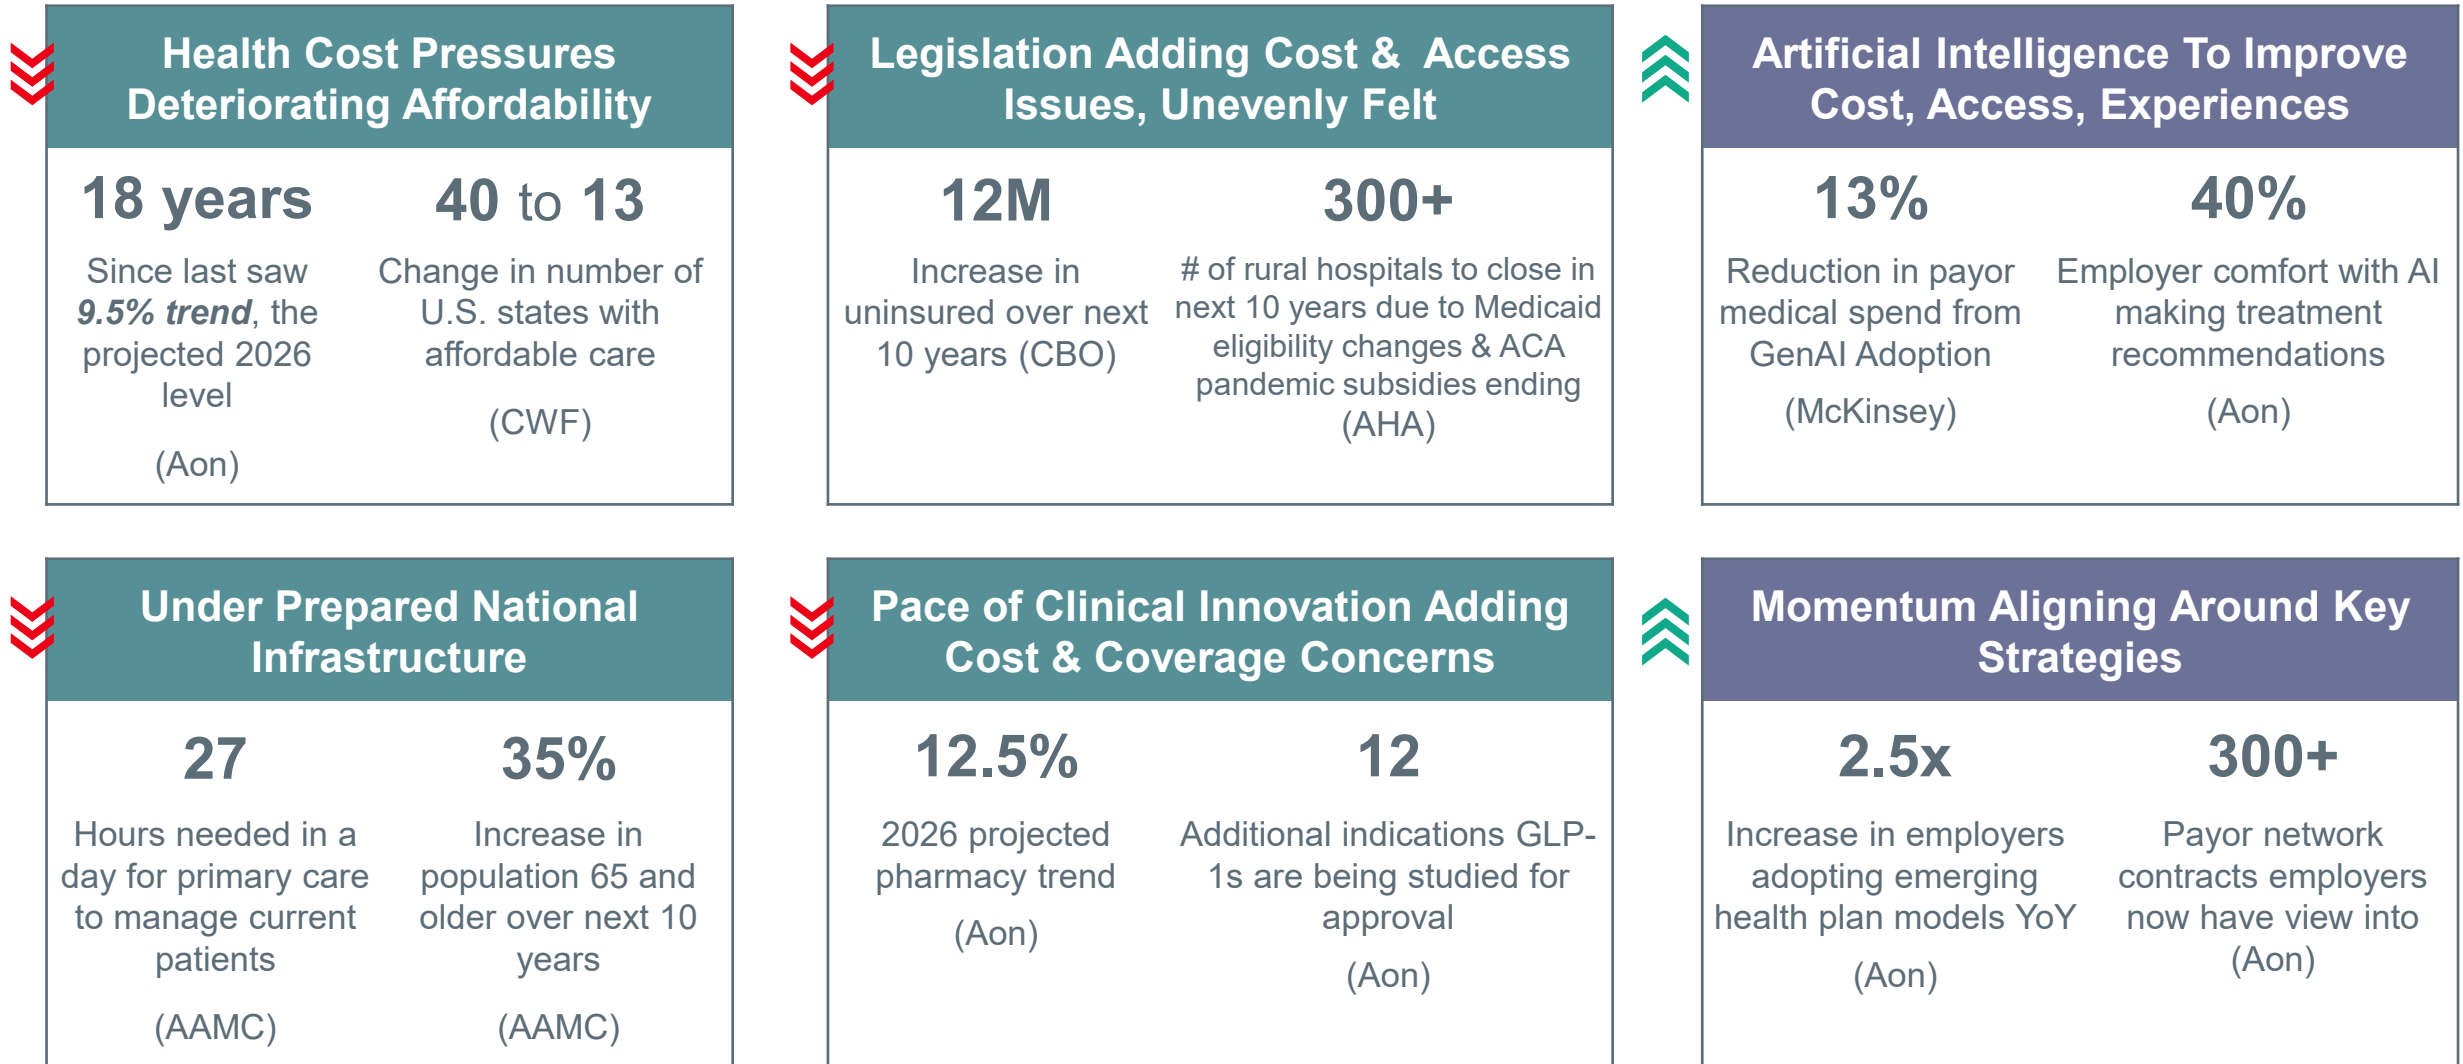 Health Cost Pressures
Deteriorating Affordability
18 years
Since last saw
9.5% trend, the
projected 2026
level
(Aon)
40 to 13
Change in number of
U.S. states with
affordable care
(CWF)
Legislation Adding Cost & Access
Issues, Unevenly Felt
12M
Increase in
uninsured over next
10 years (CBO)
300+
# of rural hospitals to close in
next 10 years due to Medicaid
eligibility changes & ACA
pandemic subsidies ending
(AHA)
Artificial Intelligence To Improve
Cost, Access, Experiences
13%
Reduction in payor
medical spend from
GenAI Adoption
(McKinsey)
40%
Employer comfort with AI
making treatment
recommendations
(Aon)
Under Prepared National
Infrastructure
27
Hours needed in a
day for primary care
to manage current
patients
(AAMC)
35%
Increase in
population 65 and
older over next 10
years
(AAMC)
Pace of Clinical Innovation Adding
Cost & Coverage Concerns
12.5%
2026 projected
pharmacy trend
(Aon)
12
Additional indications GLP-
1s are being studied for
approval
(Aon)
Momentum Aligning Around Key
Strategies
2.5x
Increase in employers
adopting emerging
health plan models YoY
(Aon)
300+
Payor network
contracts employers
now have view into
(Aon)